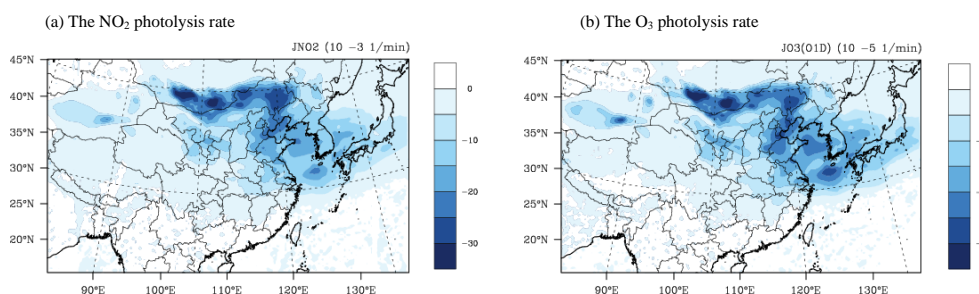 (a) The NO₂ photolysis rate
(b) The O₃ photolysis rate
JNO2 (10 −3 1/min)
JO3(O1D) (10 −5 1/min)
45°N
40°N
35°N
30°N
25°N
20°N
90°E
100°E
110°E
120°E
130°E
0
−10
−20
−30
45°N
40°N
35°N
30°N
25°N
20°N
90°E
100°E
110°E
120°E
130°E